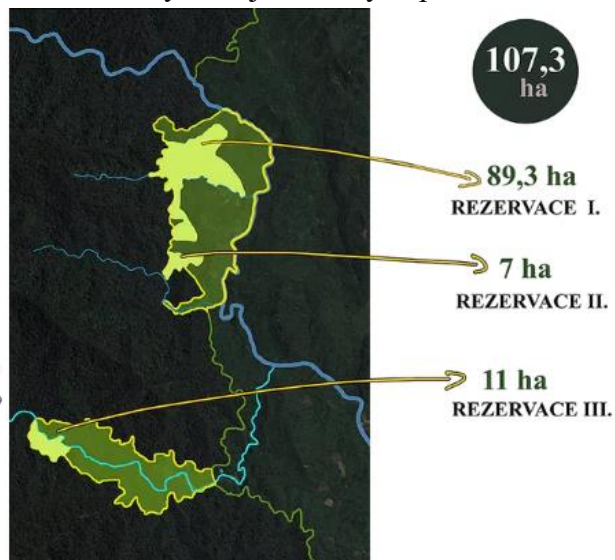 107,3
ha
89,3 ha
REZERVACE I.
7 ha
REZERVACE II.
11 ha
REZERVACE III.